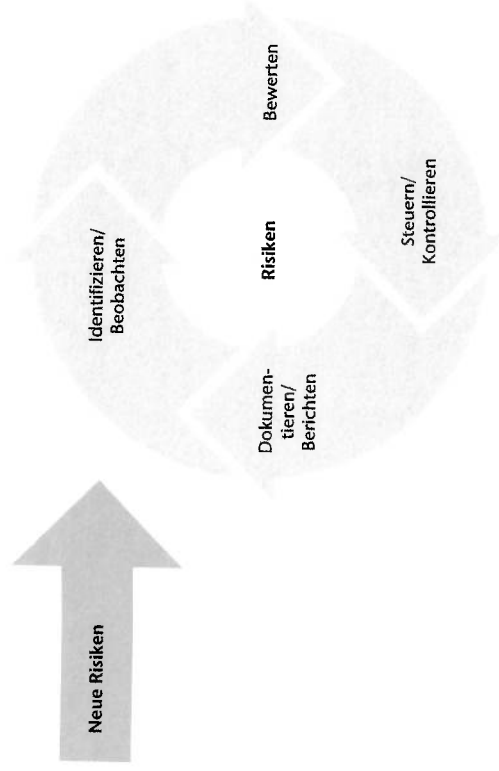 Neue Risiken
Identifizieren/
Beobachten
Bewerten
Risiken
Steuern/
Kontrollieren
Dokumen-
tieren/
Berichten